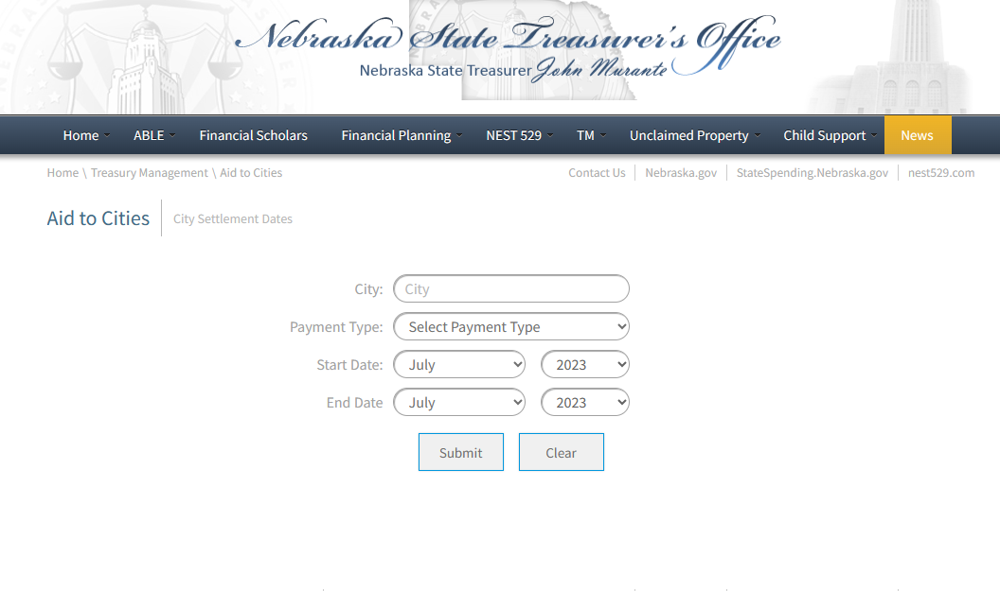 Nebraska State Treasurer's Office
Nebraska State Treasurer John Murante
Home ABLE Financial Scholars Financial Planning NEST 529 TM Unclaimed Property Child Support News
Home \ Treasury Management \ Aid to Cities
Contact Us Nebraska.gov StateSpending.Nebraska.gov nest529.com
Aid to Cities City Settlement Dates
City: City
Payment Type: Select Payment Type
Start Date: July 2023
End Date July 2023
Submit Clear